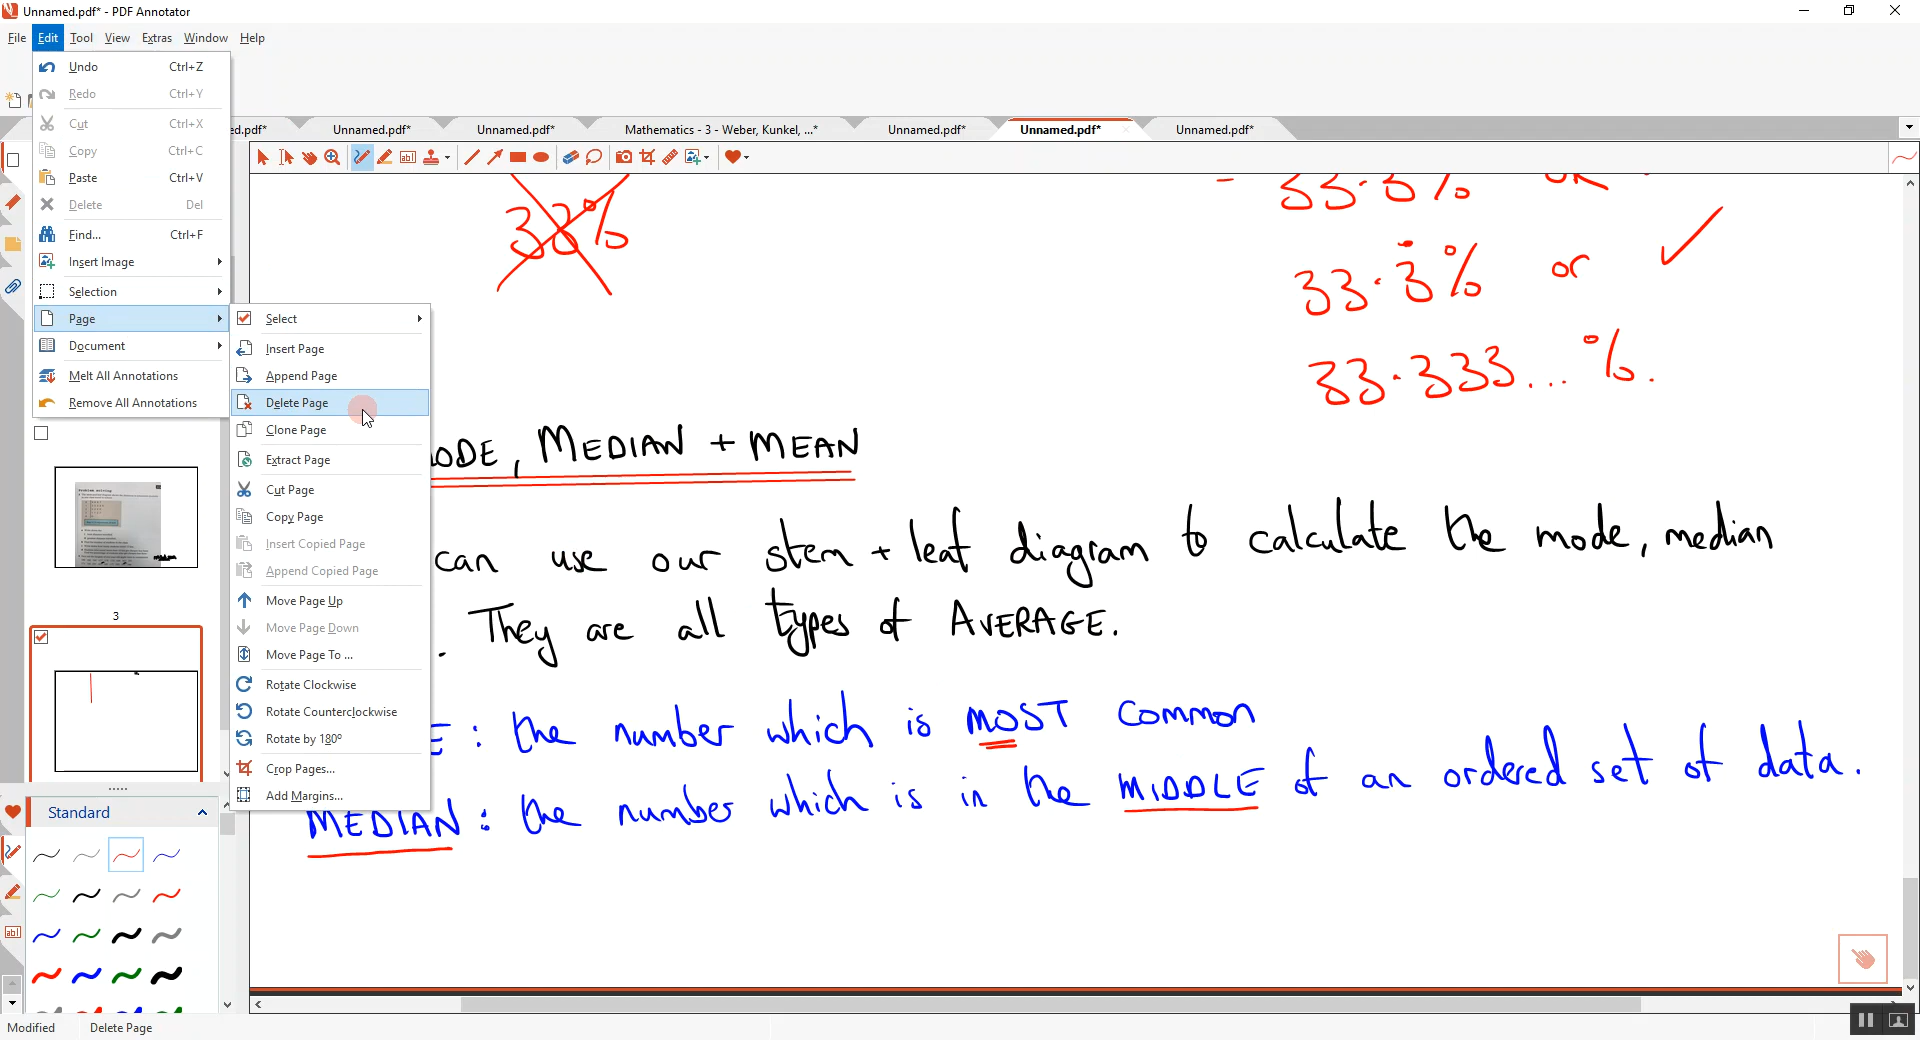 Unnamed.pdf* - PDF Annotator
File Edit Tool View Extras Window Help
Undo Ctrl+Z
Redo Ctrl+Y
Cut Ctrl+X
Copy Ctrl+C
Paste Ctrl+V
Delete Del
Find... Ctrl+F
Insert Image
Selection
Page
Document
Melt All Annotations
Remove All Annotations
ed.pdf* Unnamed.pdf* Unnamed.pdf* Mathematics - 3 - Weber, Kunkel, ...* Unnamed.pdf* Unnamed.pdf* Unnamed.pdf*
Select
Insert Page
Append Page
Delete Page
Clone Page
Extract Page
Cut Page
Copy Page
Insert Copied Page
Append Copied Page
Move Page Up
Move Page Down
Move Page To ...
Rotate Clockwise
Rotate Counterclockwise
Rotate by 180°
Crop Pages...
Add Margins...
3
Standard
33%
33.3% or
33.3̇% or ✓
33.333...%.
ODE, MEDIAN + MEAN
can use our stem + leaf diagram to calculate the mode, median
. They are all types of AVERAGE.
E : the number which is MOST common
MEDIAN : the number which is in the MIDDLE of an ordered set of data.
Modified Delete Page